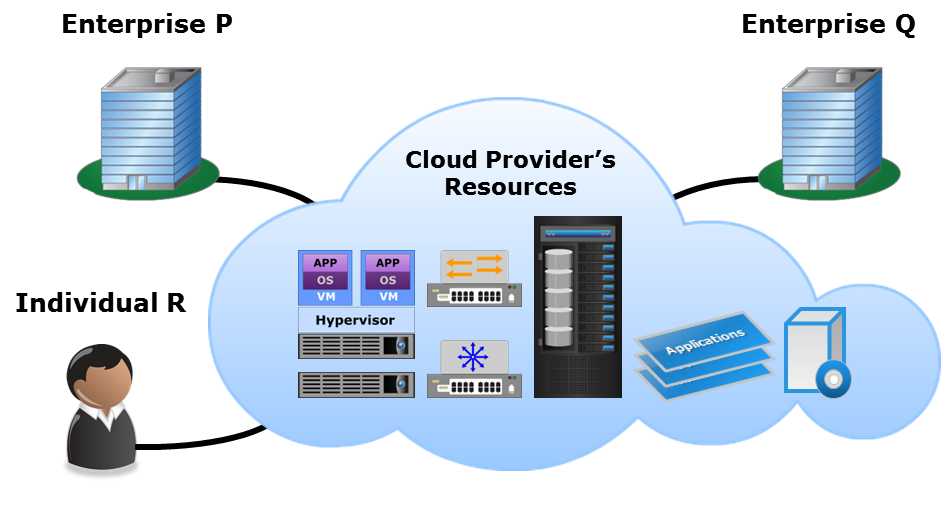 Enterprise P
Enterprise Q
Cloud Provider's
Resources
Individual R
APP
OS
VM
APP
OS
VM
Hypervisor
Applications